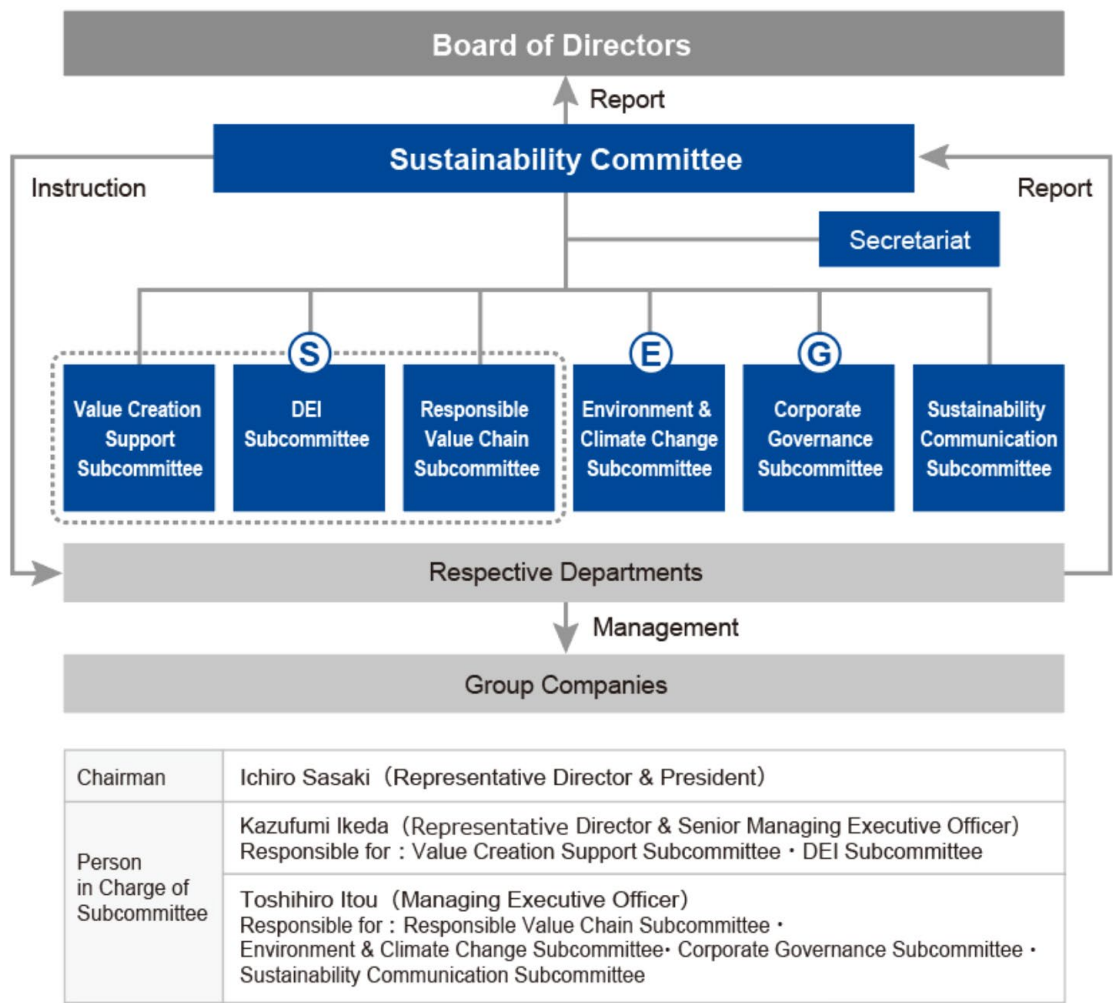 Board of Directors
Report
Sustainability Committee
Instruction
Report
Secretariat
S
E
G
Value Creation
Support
Subcommittee
DEI
Subcommittee
Responsible
Value Chain
Subcommittee
Environment &
Climate Change
Subcommittee
Corporate
Governance
Subcommittee
Sustainability
Communication
Subcommittee
Respective Departments
Management
Group Companies
Chairman
Ichiro Sasaki（Representative Director & President）
Person
in Charge of
Subcommittee
Kazufumi Ikeda（Representative Director & Senior Managing Executive Officer）
Responsible for : Value Creation Support Subcommittee・DEI Subcommittee
Toshihiro Itou（Managing Executive Officer）
Responsible for : Responsible Value Chain Subcommittee・
Environment & Climate Change Subcommittee・Corporate Governance Subcommittee・
Sustainability Communication Subcommittee